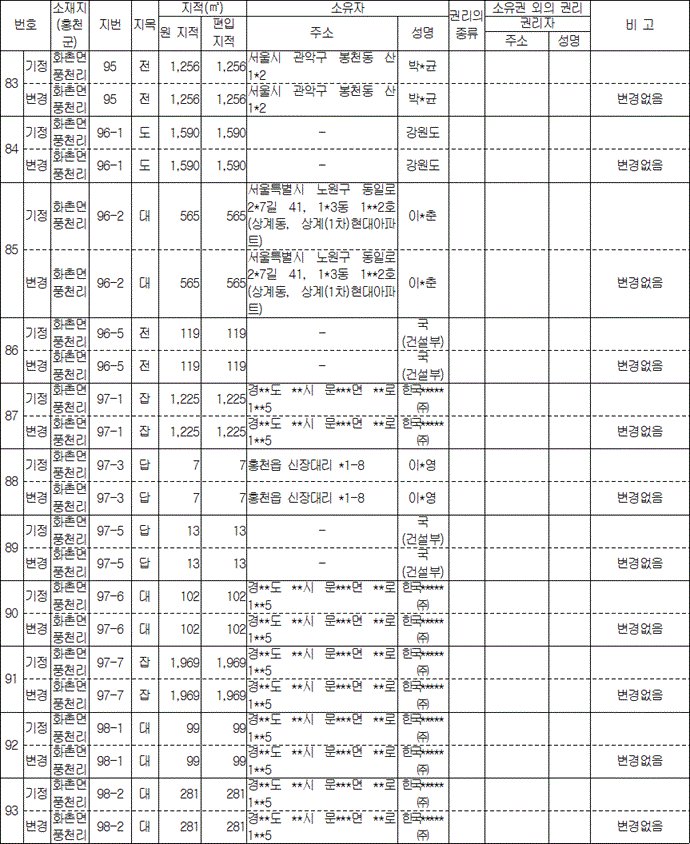 번호 소재지(홍천군) 지번 지목 지적(㎡) 소유자 권리의 종류 소유권 외의 권리 비 고
원 지적 편입 지적 주소 성명 권리자
주소 성명
83 기정 화촌면 풍천리 95 전 1,256 1,256 서울시 관악구 봉천동 산 1*2 박*균
변경 화촌면 풍천리 95 전 1,256 1,256 서울시 관악구 봉천동 산 1*2 박*균 변경없음
84 기정 화촌면 풍천리 96-1 도 1,590 1,590 - 강원도
변경 화촌면 풍천리 96-1 도 1,590 1,590 - 강원도 변경없음
85 기정 화촌면 풍천리 96-2 대 565 565 서울특별시 노원구 동일로 2*7길 41, 1*3동 1**2호 (상계동, 상계(1차)현대아파트) 이*춘
변경 화촌면 풍천리 96-2 대 565 565 서울특별시 노원구 동일로 2*7길 41, 1*3동 1**2호 (상계동, 상계(1차)현대아파트) 이*춘 변경없음
86 기정 화촌면 풍천리 96-5 전 119 119 - 국 (건설부)
변경 화촌면 풍천리 96-5 전 119 119 - 국 (건설부) 변경없음
87 기정 화촌면 풍천리 97-1 잡 1,225 1,225 경**도 **시 문***면 **로 1**5 한국***** ㈜
변경 화촌면 풍천리 97-1 잡 1,225 1,225 경**도 **시 문***면 **로 1**5 한국***** ㈜ 변경없음
88 기정 화촌면 풍천리 97-3 답 7 7 홍천읍 신장대리 *1-8 이*영
변경 화촌면 풍천리 97-3 답 7 7 홍천읍 신장대리 *1-8 이*영 변경없음
89 기정 화촌면 풍천리 97-5 답 13 13 - 국 (건설부)
변경 화촌면 풍천리 97-5 답 13 13 - 국 (건설부) 변경없음
90 기정 화촌면 풍천리 97-6 대 102 102 경**도 **시 문***면 **로 1**5 한국***** ㈜
변경 화촌면 풍천리 97-6 대 102 102 경**도 **시 문***면 **로 1**5 한국***** ㈜ 변경없음
91 기정 화촌면 풍천리 97-7 잡 1,969 1,969 경**도 **시 문***면 **로 1**5 한국***** ㈜
변경 화촌면 풍천리 97-7 잡 1,969 1,969 경**도 **시 문***면 **로 1**5 한국***** ㈜ 변경없음
92 기정 화촌면 풍천리 98-1 대 99 99 경**도 **시 문***면 **로 1**5 한국***** ㈜
변경 화촌면 풍천리 98-1 대 99 99 경**도 **시 문***면 **로 1**5 한국***** ㈜ 변경없음
93 기정 화촌면 풍천리 98-2 대 281 281 경**도 **시 문***면 **로 1**5 한국***** ㈜
변경 화촌면 풍천리 98-2 대 281 281 경**도 **시 문***면 **로 1**5 한국***** ㈜ 변경없음